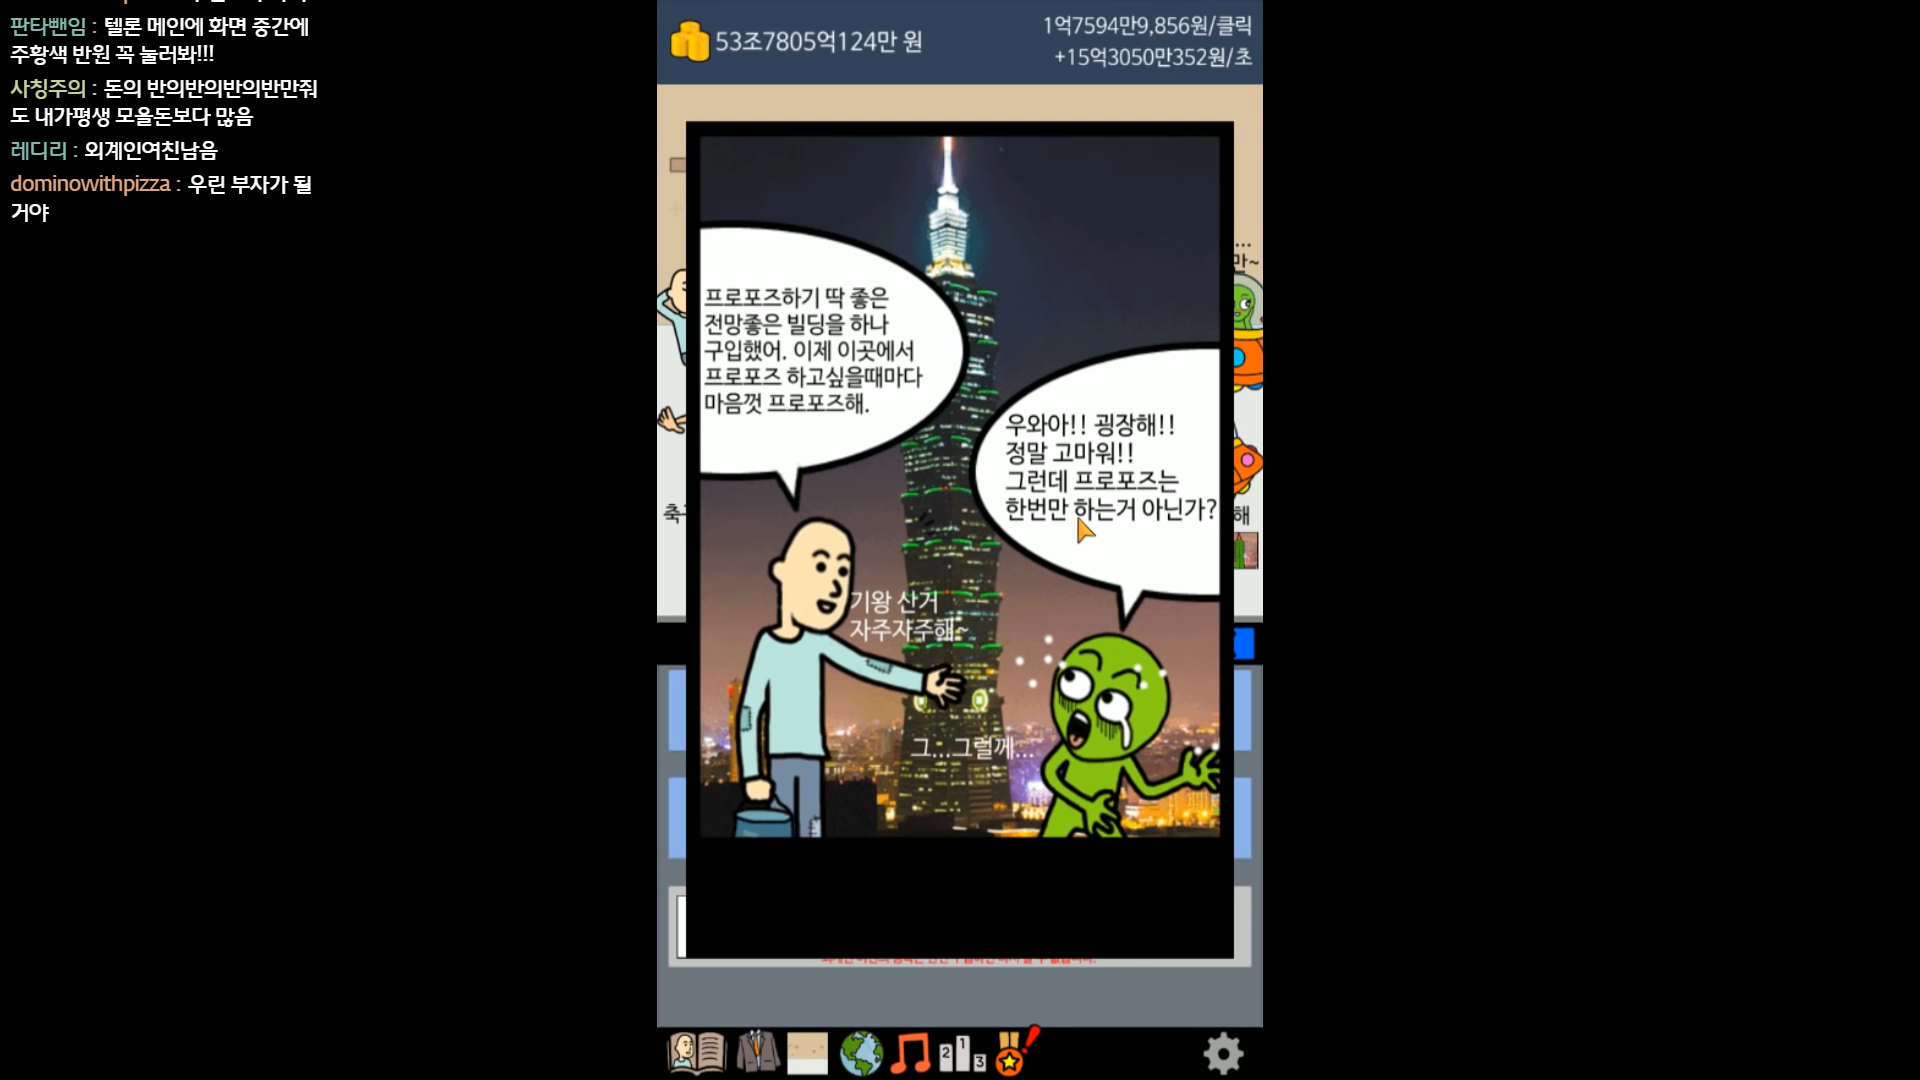 판타빤임 : 텔론 메인에 화면 중간에
주황색 반원 꼭 눌러봐!!!
사칭주의 : 돈의 반의반의반의반만줘
도 내가평생 모을돈보다 많음
레디리 : 외계인여친남음
dominowithpizza : 우린 부자가 될
거야
53조7805억124만 원
1억7594만9,856원/클릭
+15억3050만352원/초
프로포즈하기 딱 좋은
전망좋은 빌딩을 하나
구입했어. 이제 이곳에서
프로포즈 하고싶을때마다
마음껏 프로포즈해.
우와아!! 굉장해!!
정말 고마워!!
그런데 프로포즈는
한번만 하는거 아닌가?
기왕 산거
자주자주해~
그...그럴께...
...
만~
축
해
2 1 3